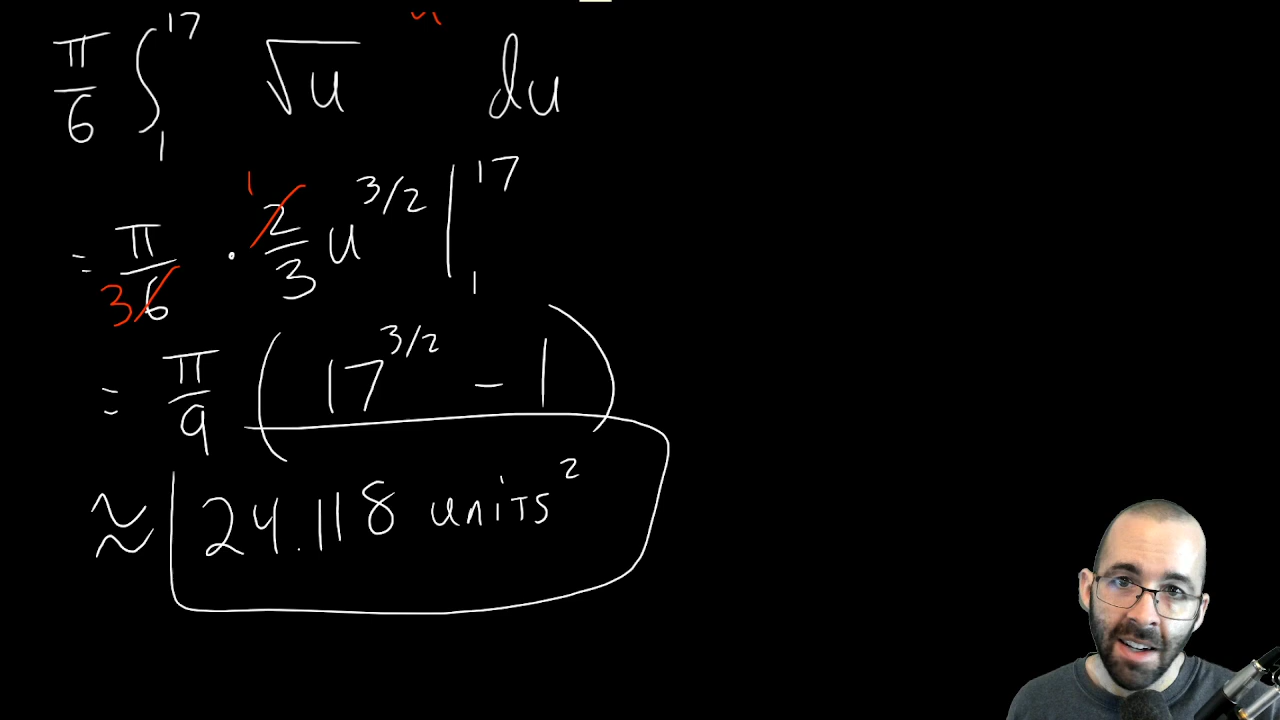 π/6 ∫₁¹⁷ √u du
= π/6 3 · 2/3 1 u^3/2 |₁¹⁷
= π/9 ( 17^3/2 - 1 )
≈ 24.118 units²